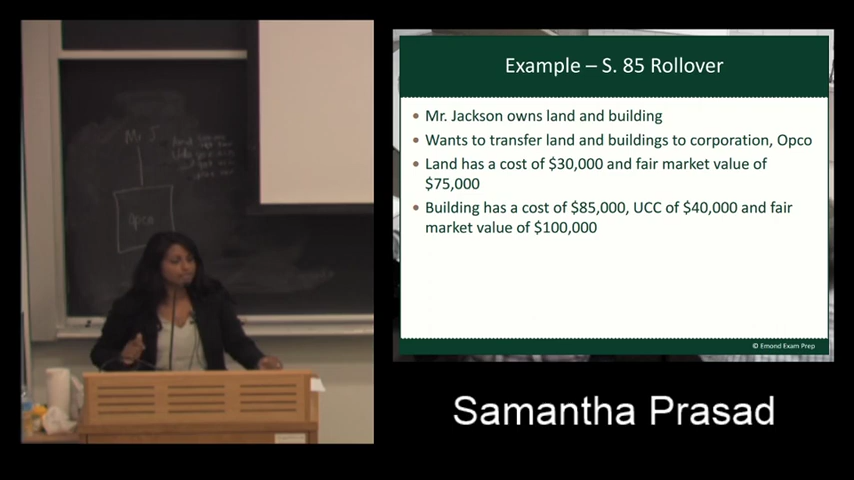 Mr J
Opco
Example – S. 85 Rollover
• Mr. Jackson owns land and building
• Wants to transfer land and buildings to corporation, Opco
• Land has a cost of $30,000 and fair market value of
$75,000
• Building has a cost of $85,000, UCC of $40,000 and fair
market value of $100,000
© Emond Exam Prep
Samantha Prasad